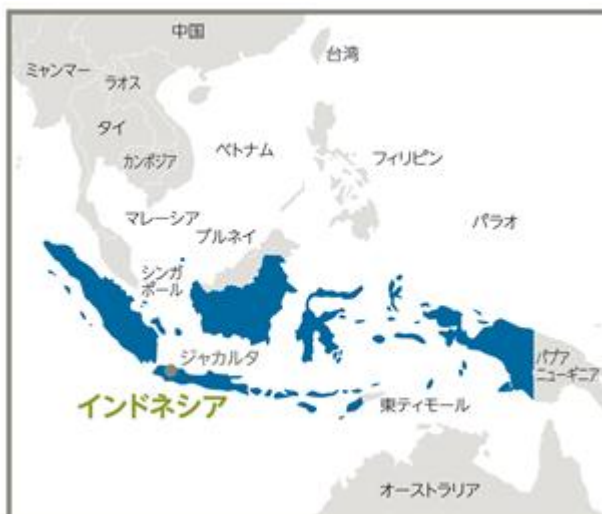 中国
台湾
ミャンマー
ラオス
タイ
カンボジア
ベトナム
フィリピン
マレーシア
ブルネイ
パラオ
シンガ
ポール
ジャカルタ
インドネシア
パプア
ニューギニア
東ティモール
オーストラリア